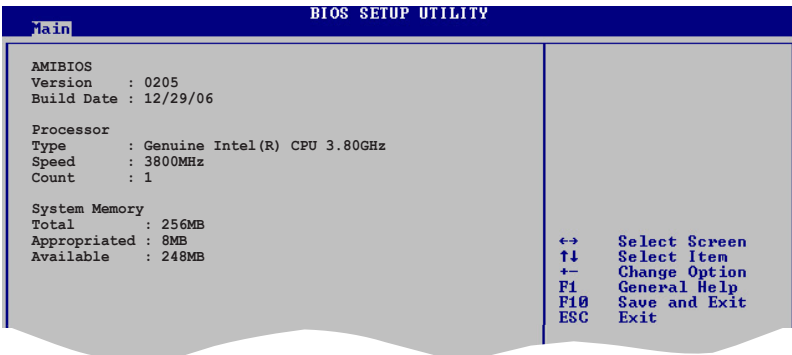 BIOS SETUP UTILITY
Main
AMIBIOS
Version : 0205
Build Date : 12/29/06
Processor
Type : Genuine Intel(R) CPU 3.80GHz
Speed : 3800MHz
Count : 1
System Memory
Total : 256MB
Appropriated : 8MB
Available : 248MB
←→ Select Screen
↑↓ Select Item
+- Change Option
F1 General Help
F10 Save and Exit
ESC Exit